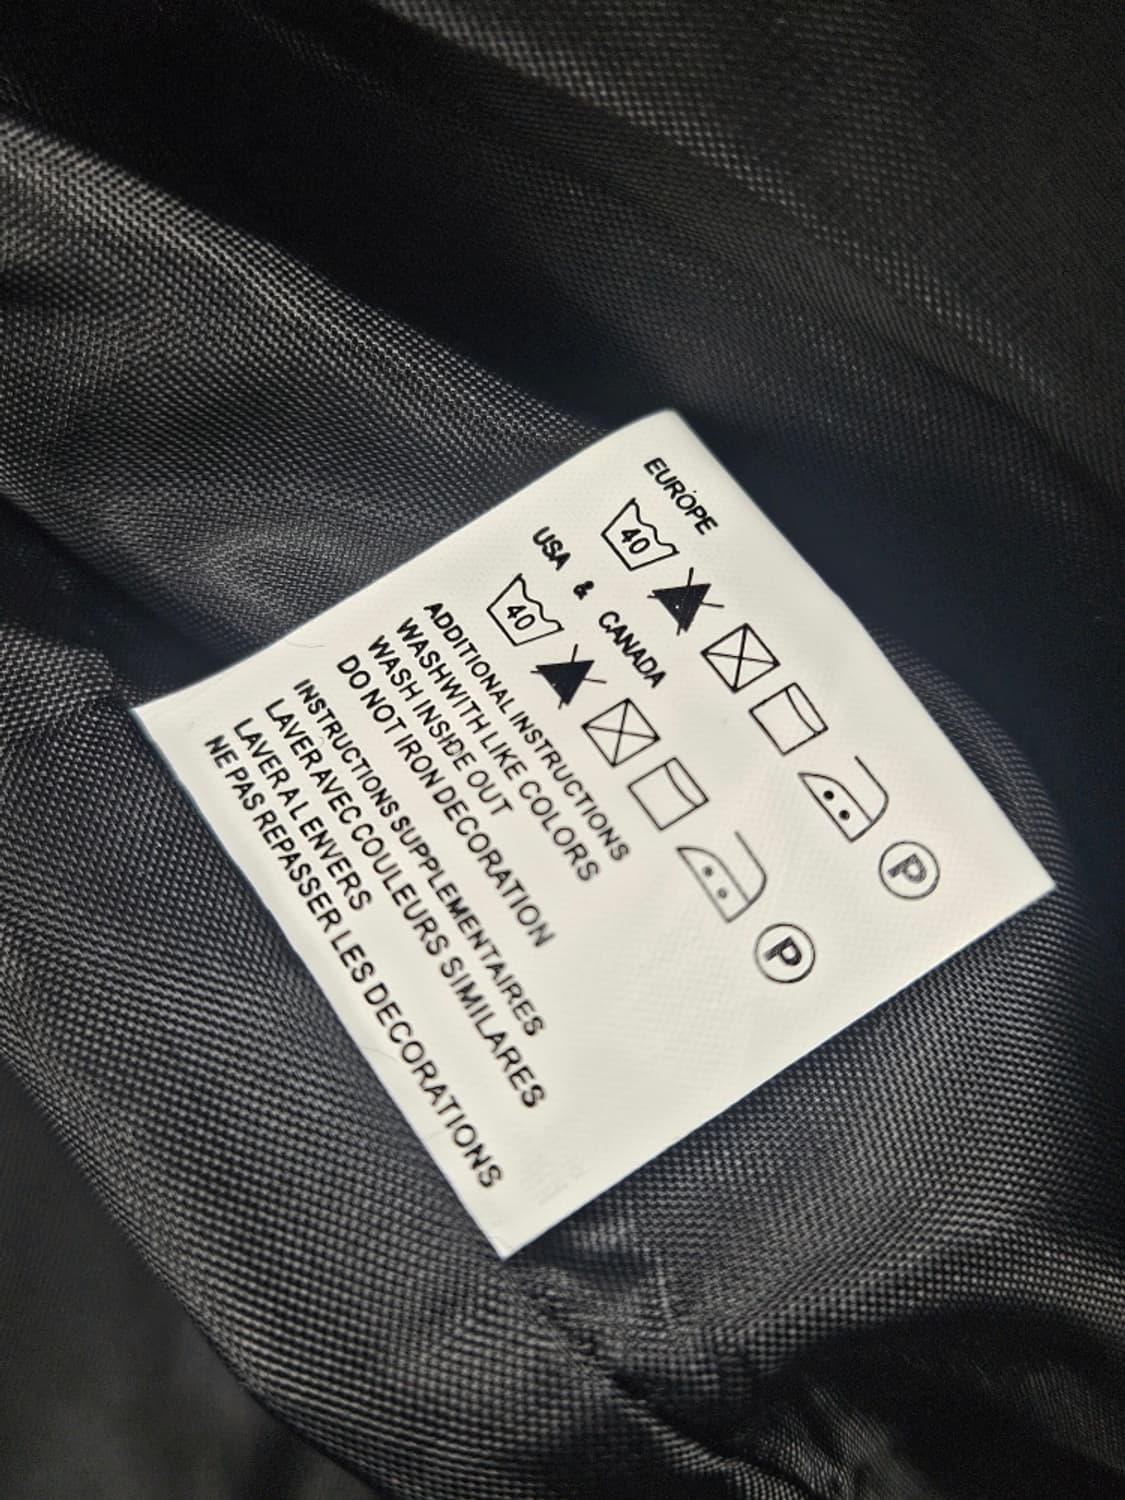 EUROPE
40 P
USA & CANADA
40 P
ADDITIONAL INSTRUCTIONS
WASHWITH LIKE COLORS
WASH INSIDE OUT
DO NOT IRON DECORATION
INSTRUCTIONS SUPPLEMENTAIRES
LAVER AVEC COULEURS SIMILARES
LAVER A L ENVERS
NE PAS REPASSER LES DECORATIONS